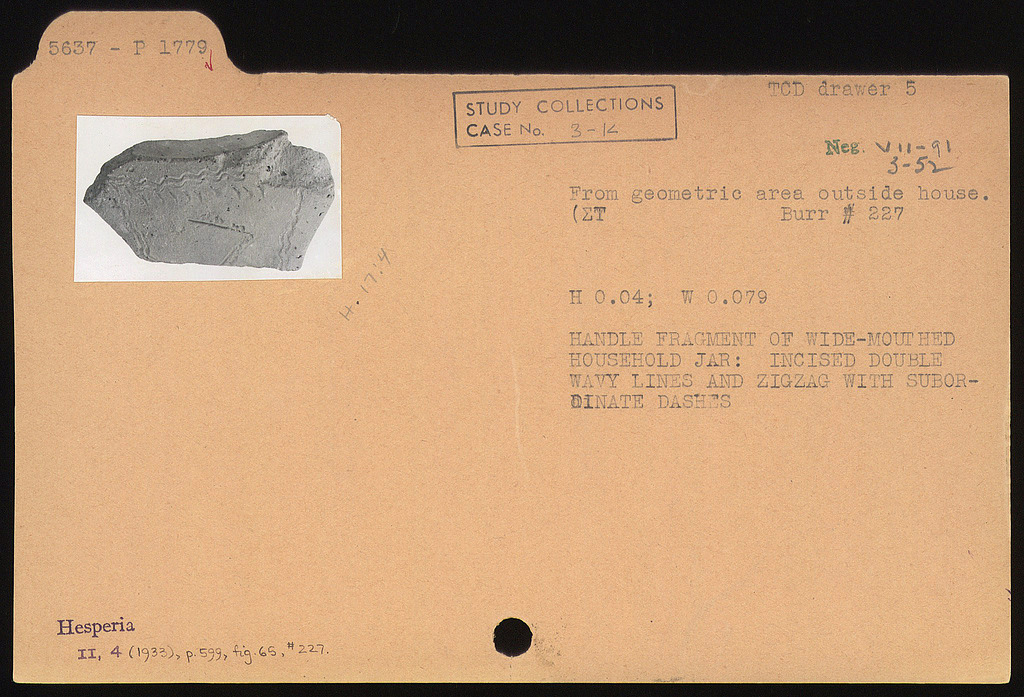 5637 - P 1779
TCD drawer 5
STUDY COLLECTIONS
CASE No. 3-12
Neg. VII-91
3-52
From geometric area outside house.
(ΣΤ Burr # 227
H. 17:4
H 0.04; W 0.079
HANDLE FRAGMENT OF WIDE-MOUTHED
HOUSEHOLD JAR: INCISED DOUBLE
WAVY LINES AND ZIGZAG WITH SUBOR-
DINATE DASHES
Hesperia
II, 4 (1933), p. 599, fig. 65, #227.